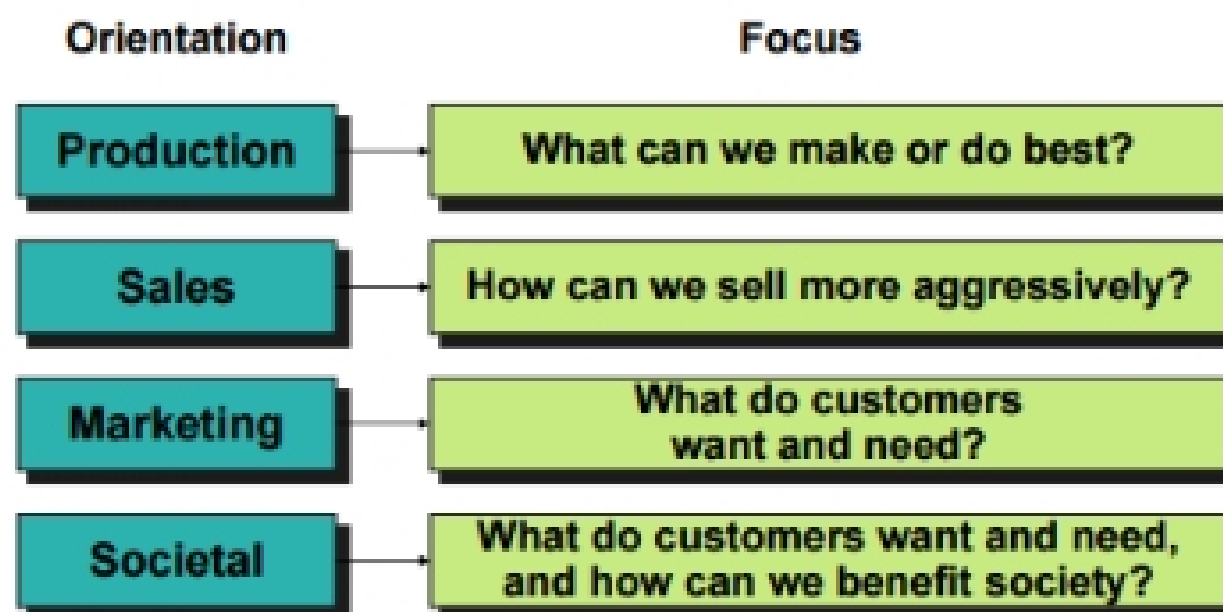 Orientation
Focus
Production
What can we make or do best?
Sales
How can we sell more aggressively?
Marketing
What do customers
want and need?
Societal
What do customers want and need,
and how can we benefit society?